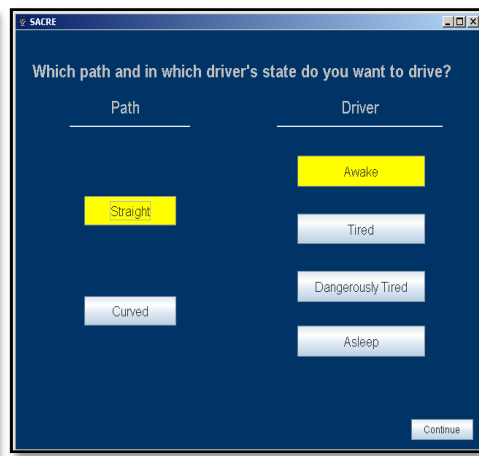 SACRE
Which path and in which driver's state do you want to drive?
Path
Driver
Straight
Curved
Awake
Tired
Dangerously Tired
Asleep
Continue